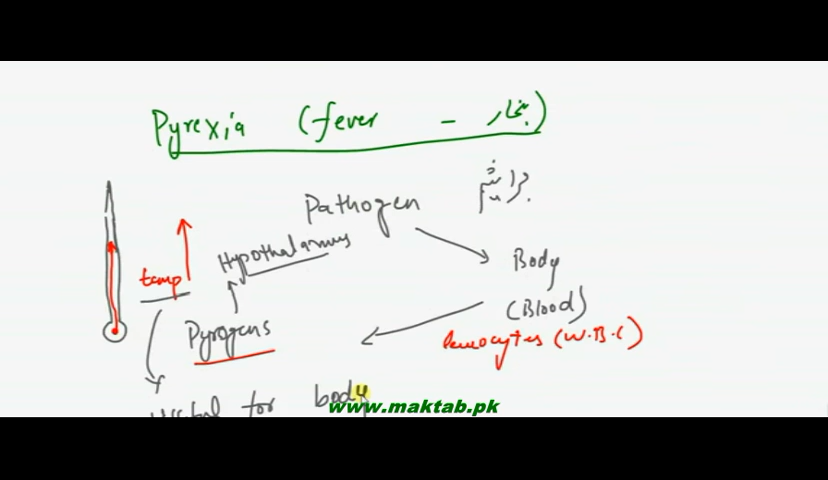 Pyrexia (fever - بخار)
Pathogen جراثیم
Hypothalamus
Body
temp
(Blood)
Pyrogens
Leucocytes (W.B.C)
Useful for body
www.maktab.pk